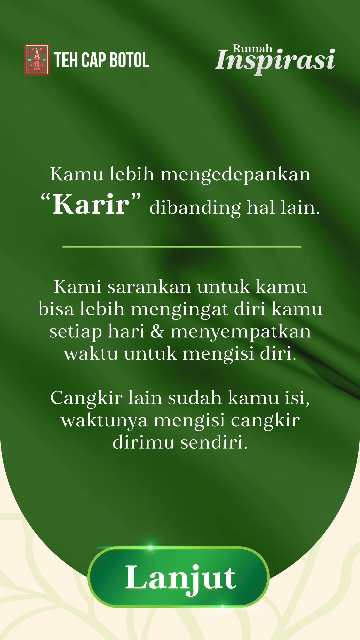 TEH CAP BOTOL
Rumah
Inspirasi
Kamu lebih mengedepankan
“Karir” dibanding hal lain.
Kami sarankan untuk kamu
bisa lebih mengingat diri kamu
setiap hari & menyempatkan
waktu untuk mengisi diri.
Cangkir lain sudah kamu isi,
waktunya mengisi cangkir
dirimu sendiri.
Lanjut